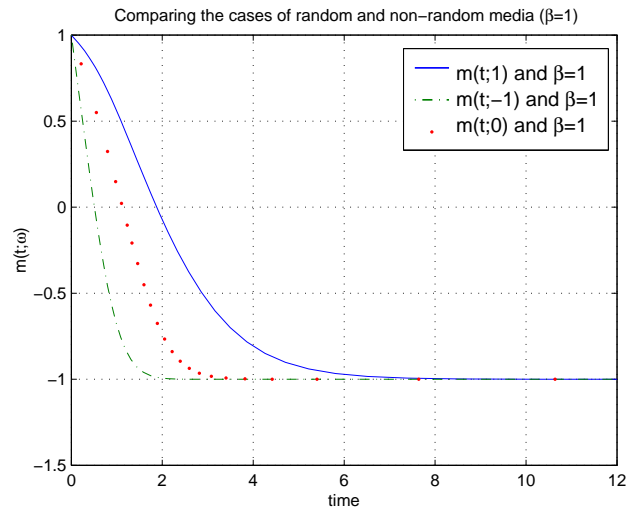 Comparing the cases of random and non−random media (β=1)
m(t;1) and β=1
m(t;−1) and β=1
m(t;0) and β=1
1
0.5
0
−0.5
−1
−1.5
m(t;ω)
0 2 4 6 8 10 12
time